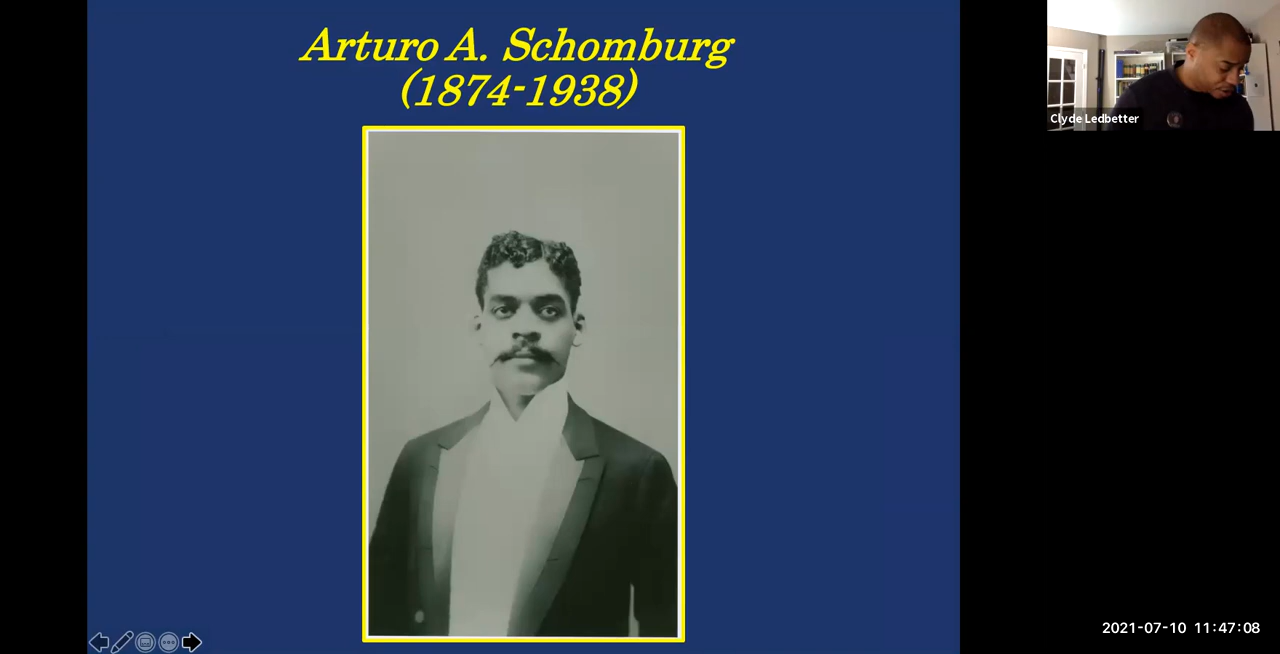 Arturo A. Schomburg
(1874-1938)
Clyde Ledbetter
2021-07-10 11:47:08